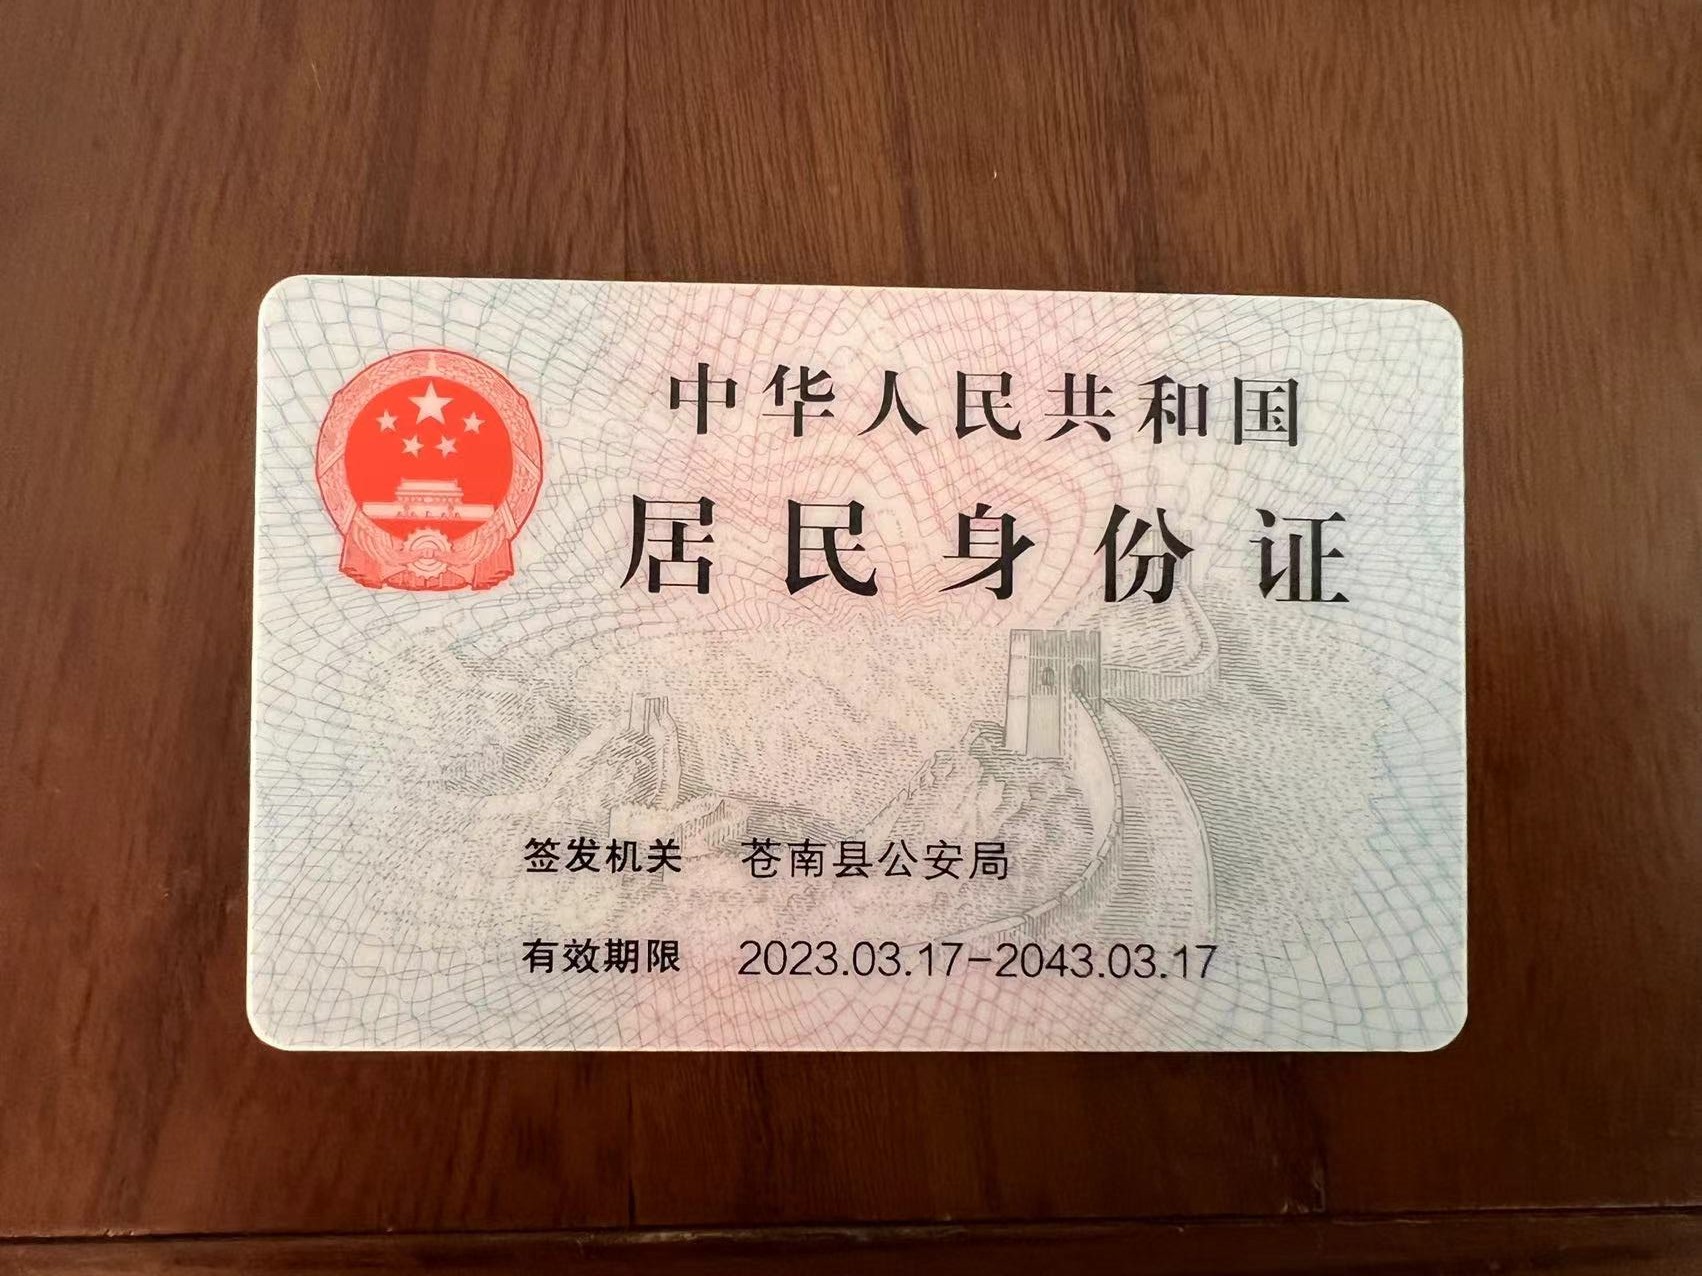 中华人民共和国
居民身份证
签发机关 苍南县公安局
有效期限 2023.03.17-2043.03.17